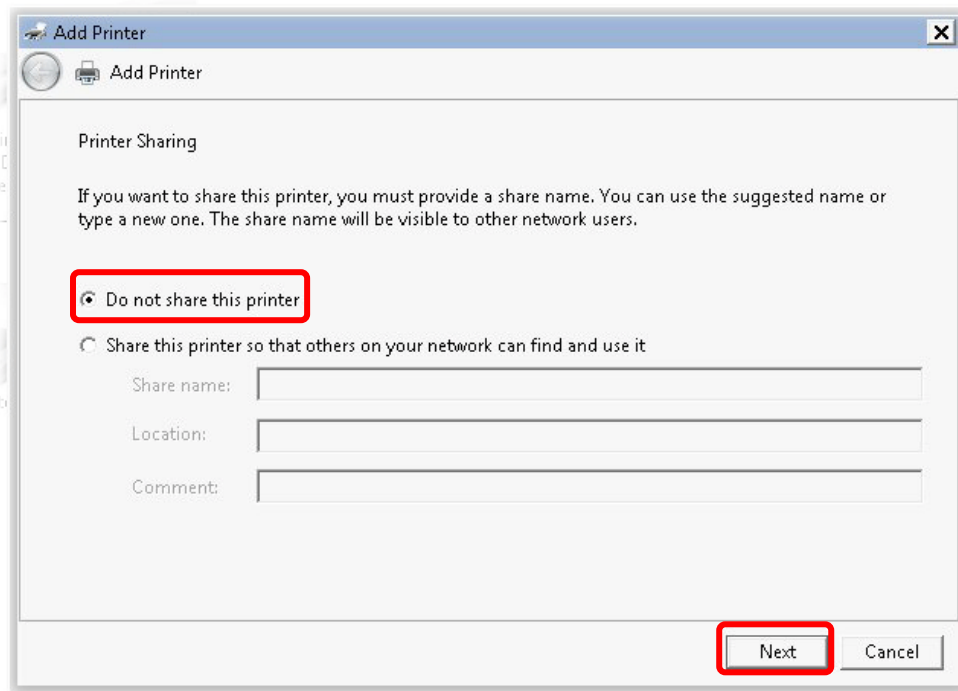 Add Printer
Add Printer
Printer Sharing
If you want to share this printer, you must provide a share name. You can use the suggested name or
type a new one. The share name will be visible to other network users.
Do not share this printer
Share this printer so that others on your network can find and use it
Share name:
Location:
Comment:
Next
Cancel